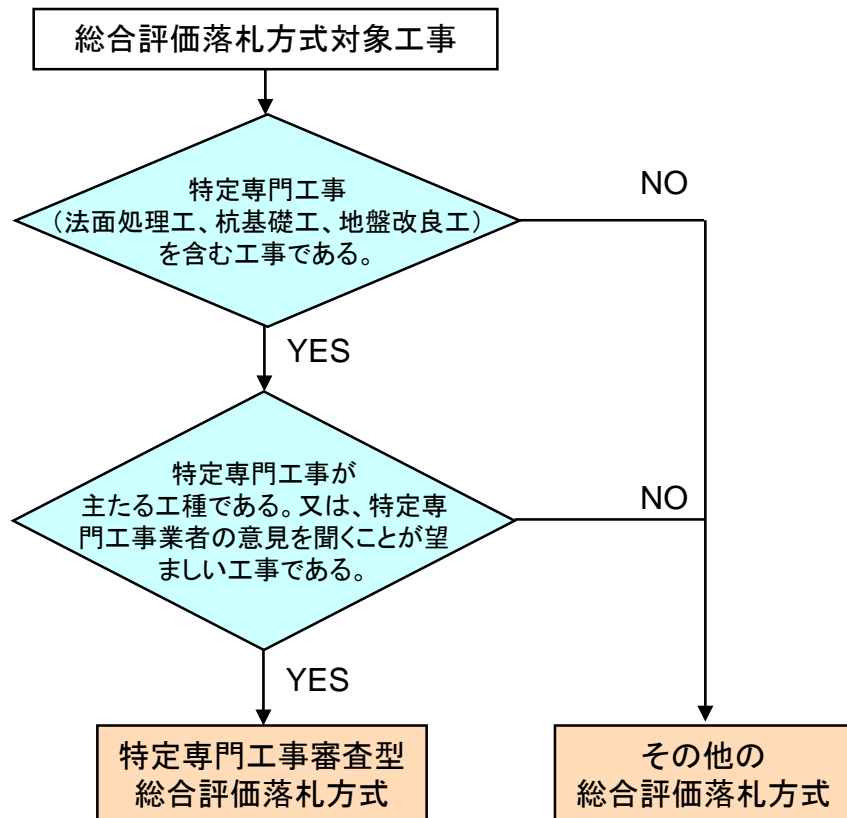 総合評価落札方式対象工事
特定専門工事
（法面処理工、杭基礎工、地盤改良工）
を含む工事である。
NO
YES
特定専門工事が
主たる工種である。又は、特定専
門工事業者の意見を聞くことが望
ましい工事である。
NO
YES
特定専門工事審査型
総合評価落札方式
その他の
総合評価落札方式